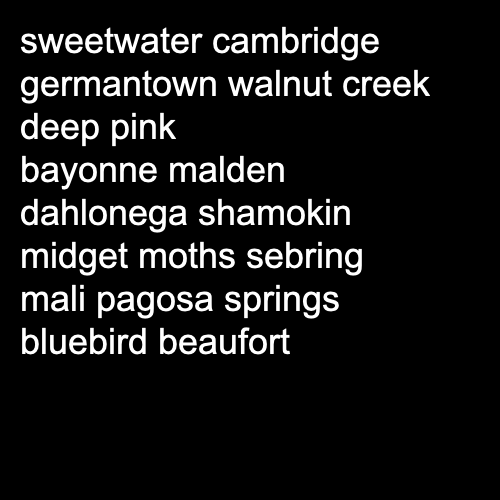 sweetwater cambridge
germantown walnut creek
deep pink
bayonne malden
dahlonega shamokin
midget moths sebring
mali pagosa springs
bluebird beaufort